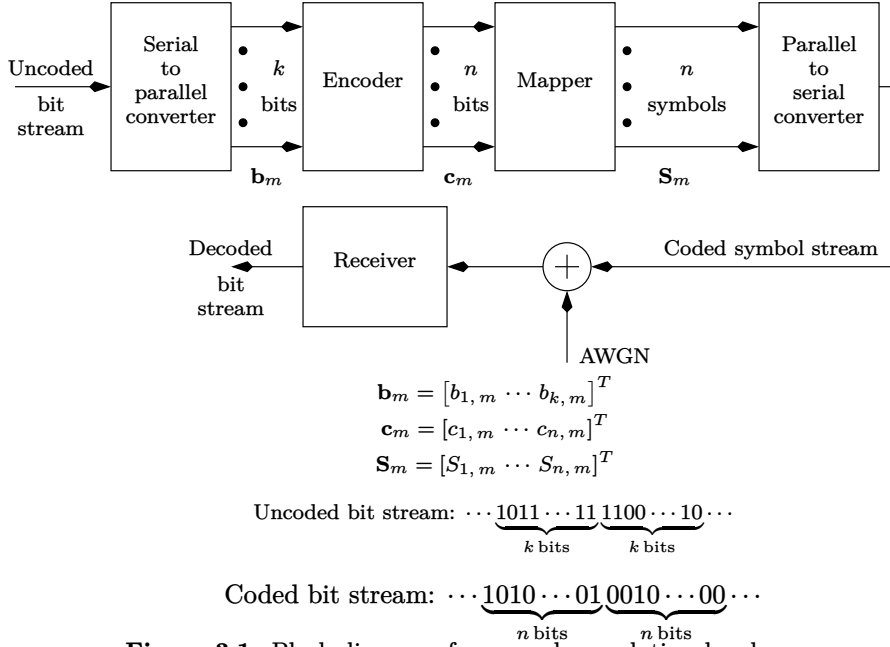 Serial
to
parallel
converter
Encoder
Mapper
Parallel
to
serial
converter
Uncoded
bit
stream
k
bits
n
bits
n
symbols
b_m
c_m
S_m
Decoded
bit
stream
Receiver
+
Coded symbol stream
AWGN
b_m = [b_{1, m} ··· b_{k, m}]^T
c_m = [c_{1, m} ··· c_{n, m}]^T
S_m = [S_{1, m} ··· S_{n, m}]^T
Uncoded bit stream: ··· 1011 ··· 11 1100 ··· 10 ···
k bits k bits
Coded bit stream: ··· 1010 ··· 01 0010 ··· 00 ···
n bits n bits